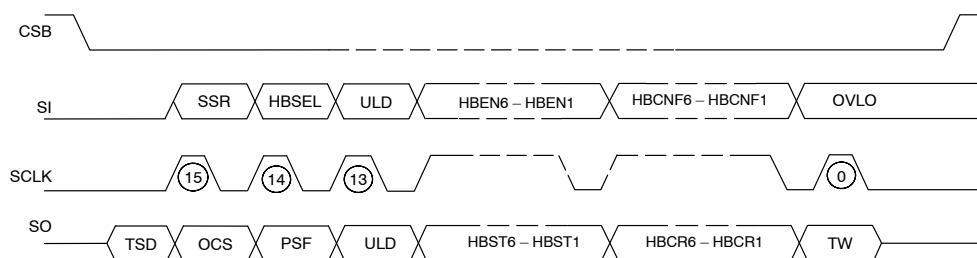 CSB
SI SSR HBSEL ULD HBEN6 – HBEN1 HBCNF6 – HBCNF1 OVLO
SCLK 15 14 13 0
SO TSD OCS PSF ULD HBST6 – HBST1 HBCR6 – HBCR1 TW